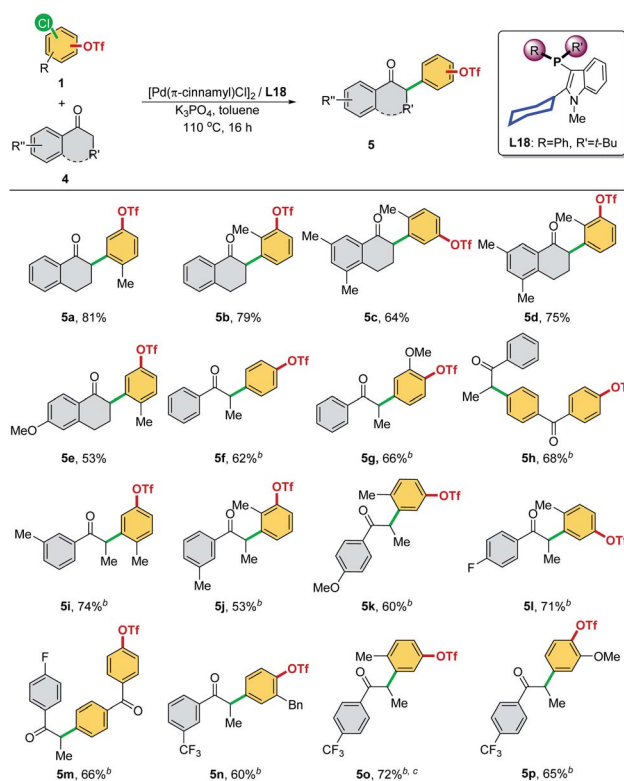 Cl
OTf
R
1
+
O
R''
R'
4
[Pd(π-cinnamyl)Cl]2 / L18
K3PO4, toluene
110 °C, 16 h
O
OTf
R''
R'
5
R
R'
P
N
Me
L18: R=Ph, R'=t-Bu
OTf
O
Me
5a, 81%
OTf
Me
O
5b, 79%
Me
Me
O
OTf
Me
5c, 64%
OTf
Me
Me
O
Me
5d, 75%
OTf
O
MeO
Me
5e, 53%
OTf
O
Me
5f, 62%b
OMe
OTf
O
Me
5g, 66%b
O
Me
OTf
O
5h, 68%b
OTf
O
Me
Me
Me
5i, 74%b
OTf
Me
O
Me
Me
5j, 53%b
Me
OTf
O
Me
MeO
5k, 60%b
Me
O
F
Me
OTf
5l, 71%b
OTf
F
O
O
Me
5m, 66%b
OTf
O
Bn
Me
CF3
5n, 60%b
Me
OTf
O
Me
CF3
5o, 72%b, c
OTf
OMe
O
Me
CF3
5p, 65%b